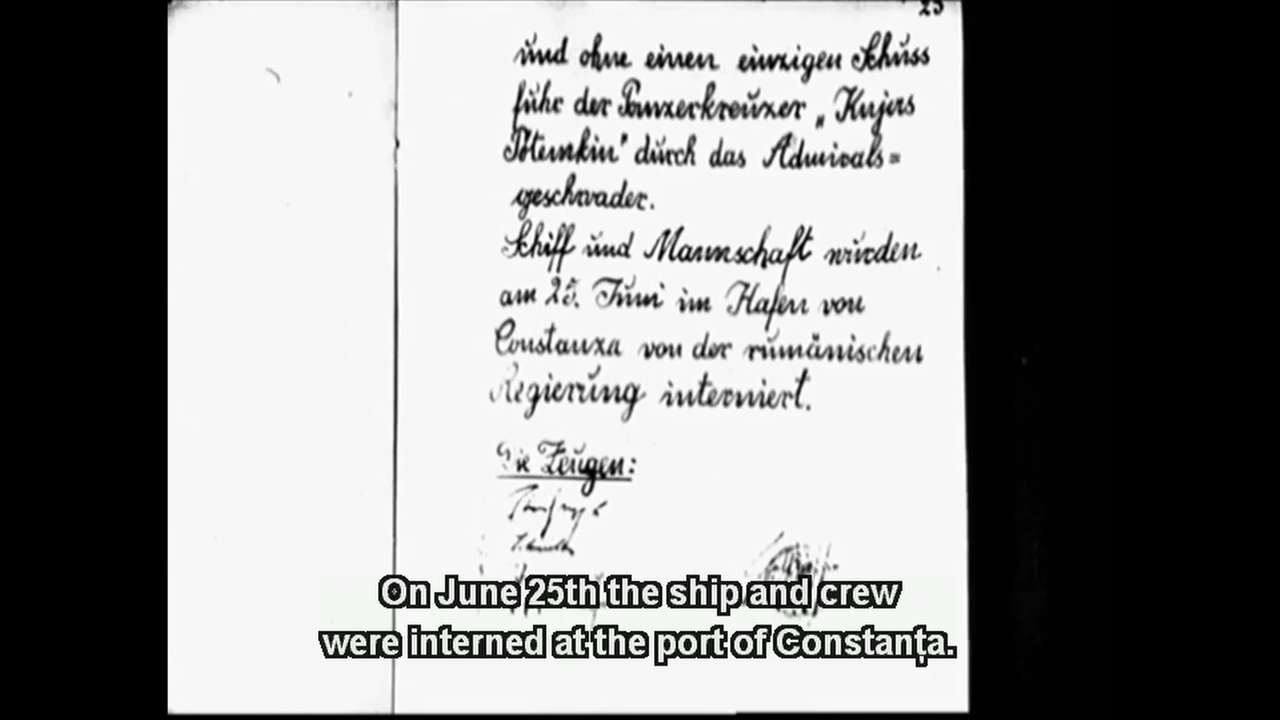 25
und ohne einen einzigen Schuss
fuhr der Panzerkreuzer „Knjas
Potemkin" durch das Admirals=
geschwader.
Schiff und Mannschaft wurden
am 25. Juni im Hafen von
Constanza von der rumänischen
Regierung interniert.
Die Zeugen:
On June 25th the ship and crew
were interned at the port of Constanța.